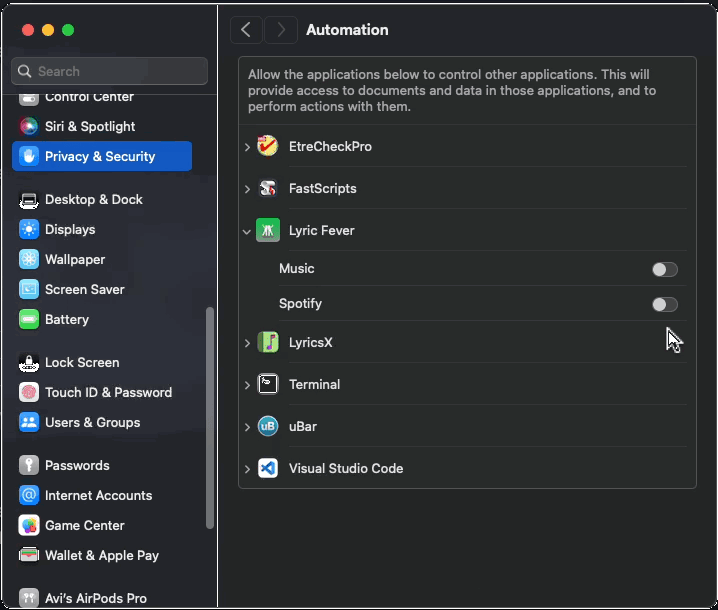 Automation
Search
Control Center
Siri & Spotlight
Privacy & Security
Desktop & Dock
Displays
Wallpaper
Screen Saver
Battery
Lock Screen
Touch ID & Password
Users & Groups
Passwords
Internet Accounts
Game Center
Wallet & Apple Pay
Avi's AirPods Pro
Allow the applications below to control other applications. This will
provide access to documents and data in those applications, and to
perform actions with them.
EtreCheckPro
FastScripts
Lyric Fever
Music
Spotify
LyricsX
Terminal
uB uBar
Visual Studio Code